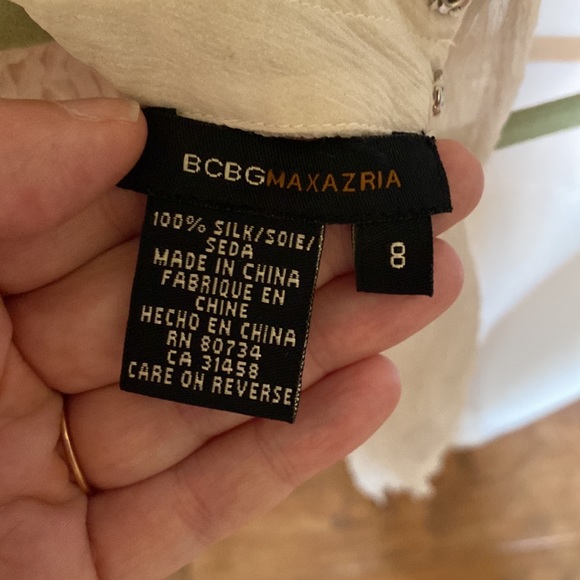 BCBGMAXAZRIA
100% SILK/SOIE/
SEDA
MADE IN CHINA
FABRIQUE EN
CHINE
HECHO EN CHINA
RN 80734
CA 31458
CARE ON REVERSE
8